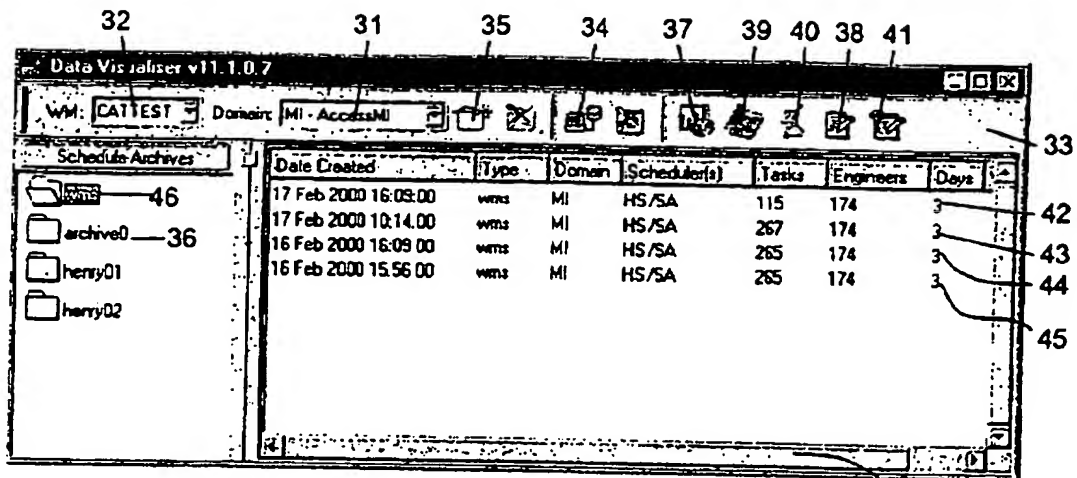 32 31 35 34 37 39 40 38 41
Data Visualiser v11.1.0.7
WM: CATTEST Domain: MI - AccessMI
33
Schedule Archives
Date Created Type Domain Scheduler(s) Tasks Engineers Days
wms 46
17 Feb 2000 16:09:00 wms MI HS/SA 115 174 3 42
archive0 36
17 Feb 2000 10:14:00 wms MI HS/SA 267 174 3 43
16 Feb 2000 16:09:00 wms MI HS/SA 265 174 3 44
henry01
16 Feb 2000 15:56:00 wms MI HS/SA 265 174 3 45
henry02